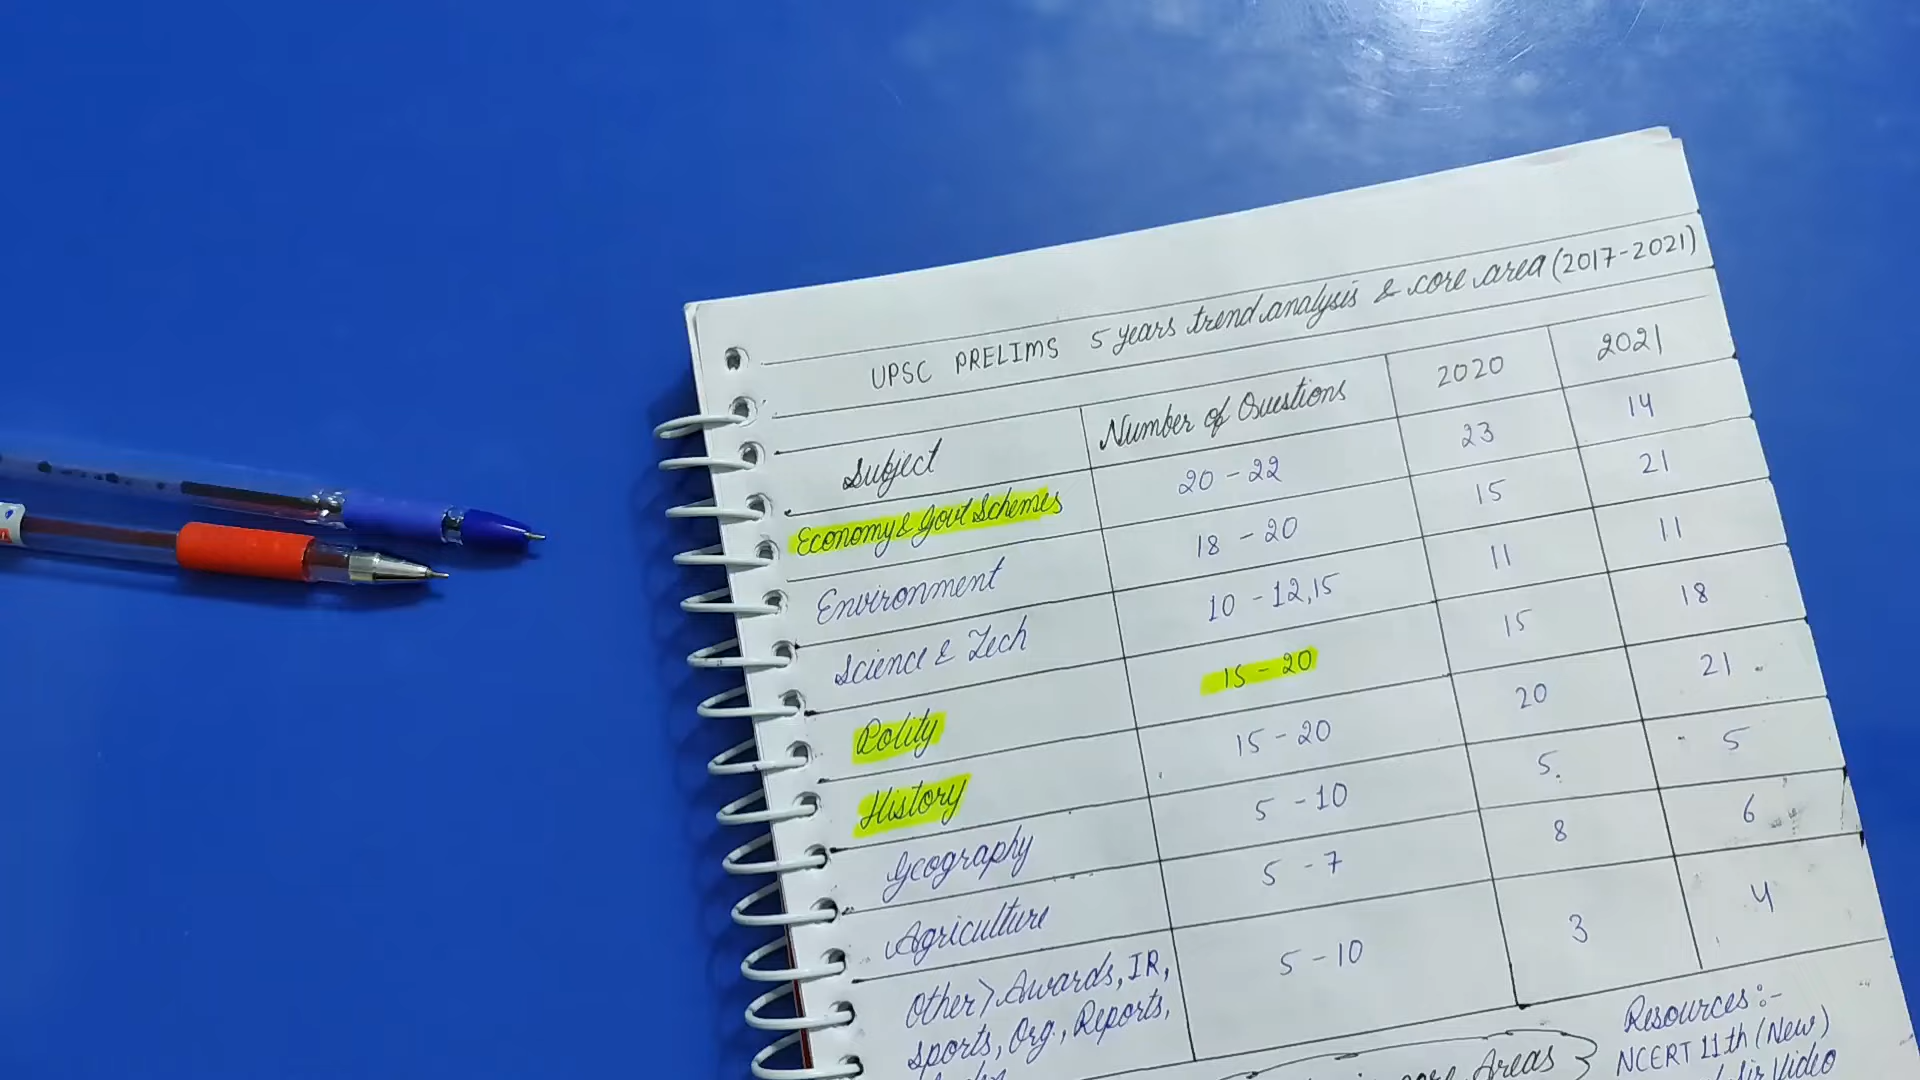 UPSC PRELIMS 5 years trend analysis & core area (2017-2021)
Subject Number of Questions 2020 2021
Economy & Govt Schemes 20 - 22 23 14
Environment 18 - 20 15 21
Science & Tech 10 - 12,15 11 11
Polity 15 - 20 15 18
History 15 - 20 20 21
Geography 5 - 10 5 5
Agriculture 5 - 7 8 6
Other > Awards, IR, 5 - 10 3 4
Sports, Org., Reports,
Areas
Resources :-
NCERT 11th (New)
Sir Video